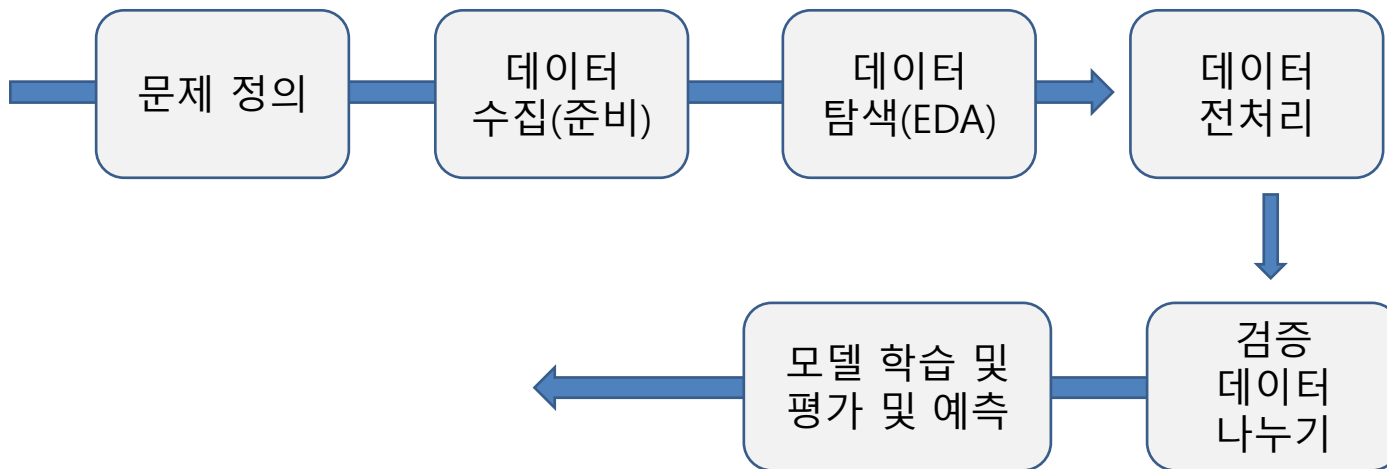 문제 정의
데이터
수집(준비)
데이터
탐색(EDA)
데이터
전처리
검증
데이터
나누기
모델 학습 및
평가 및 예측